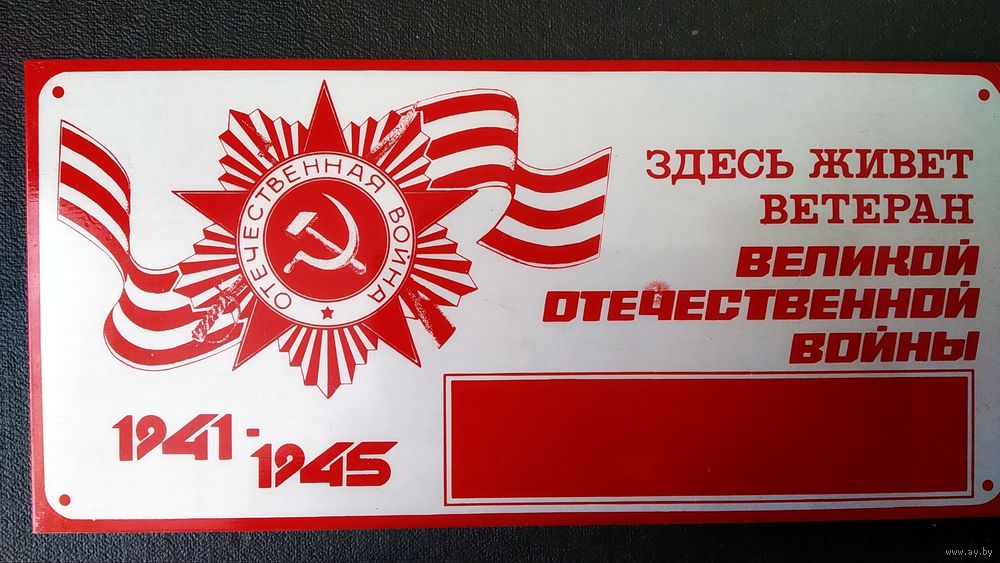 ОТЕЧЕСТВЕННАЯ ВОЙНА
ЗДЕСЬ ЖИВЕТ
ВЕТЕРАН
ВЕЛИКОЙ
ОТЕЧЕСТВЕННОЙ
ВОЙНЫ
1941-
1945
www.ay.by